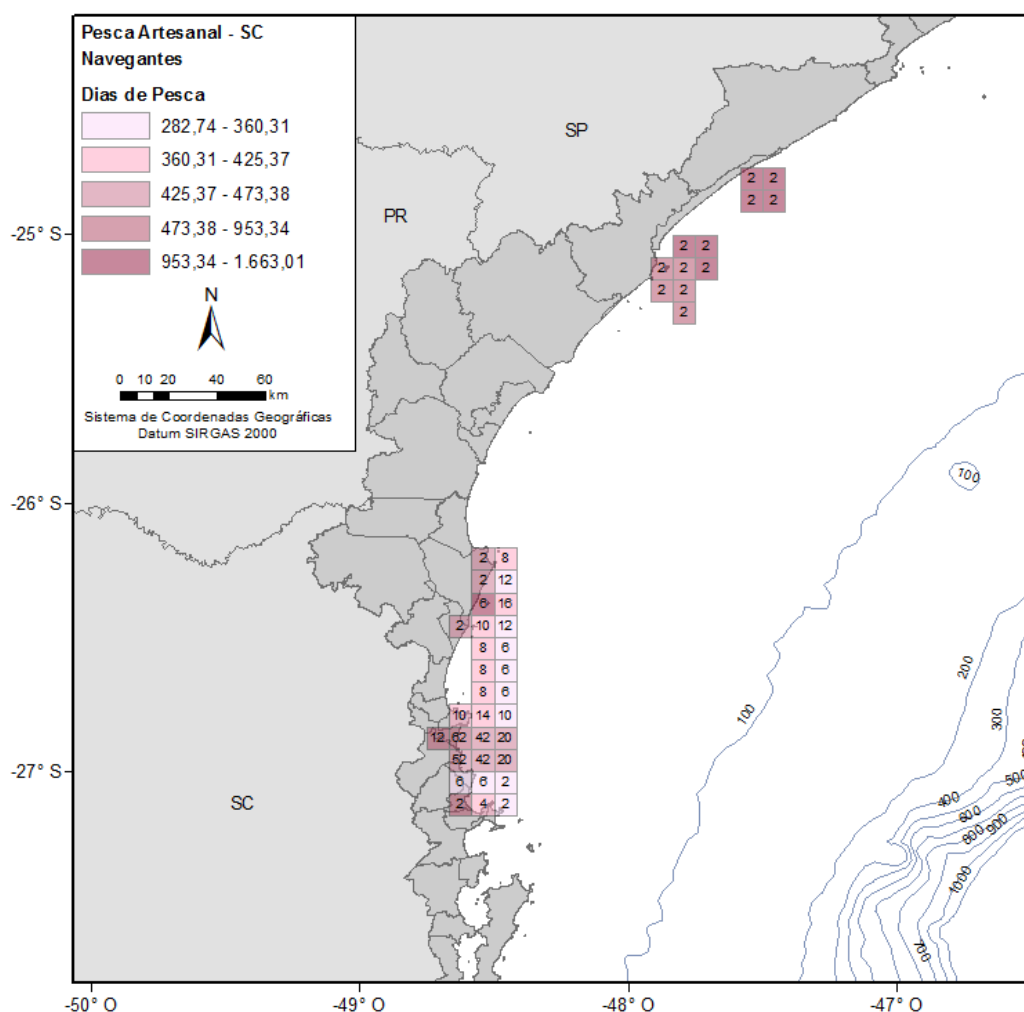 Pesca Artesanal - SC
Navegantes
Dias de Pesca
282,74 - 360,31
360,31 - 425,37
425,37 - 473,38
473,38 - 953,34
953,34 - 1.663,01
N
0 10 20 40 60
km
Sistema de Coordenadas Geográficas
Datum SIRGAS 2000
SP
PR
SC
2 2
2 2
2 2
2 2 2
2 2
2
2 8
2 12
6 16
2 10 12
8 6
8 6
8 6
10 14 10
12 62 42 20
52 42 20
6 6 2
2 4 2
100
100
200
300
400
500
600
800
900
1000
700
-25° S
-26° S
-27° S
-50° O
-49° O
-48° O
-47° O